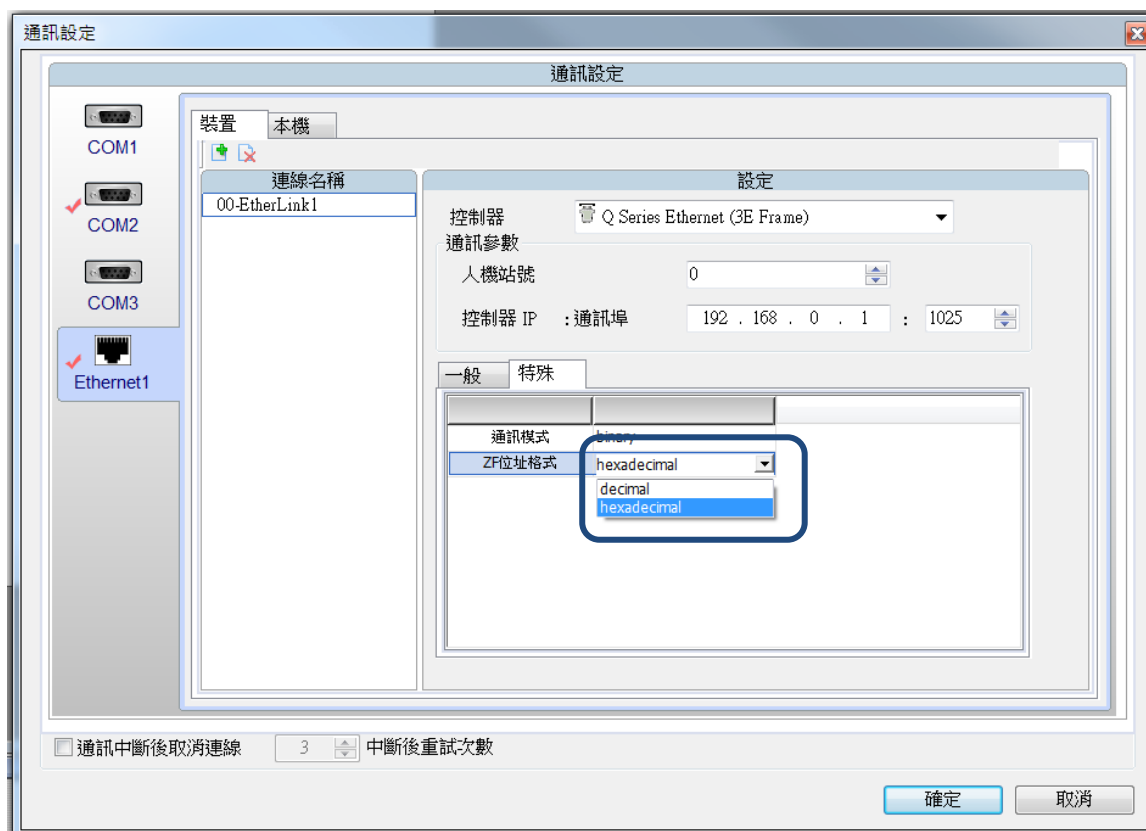 通訊設定
通訊設定
COM1
COM2
COM3
Ethernet1
裝置 本機
連線名稱
00-EtherLink1
設定
控制器 Q Series Ethernet (3E Frame)
通訊參數
人機站號 0
控制器 IP :通訊埠 192 . 168 . 0 . 1 : 1025
一般 特殊
通訊模式 binary
ZF位址格式 hexadecimal
decimal
hexadecimal
通訊中斷後取消連線 3 中斷後重試次數
確定 取消